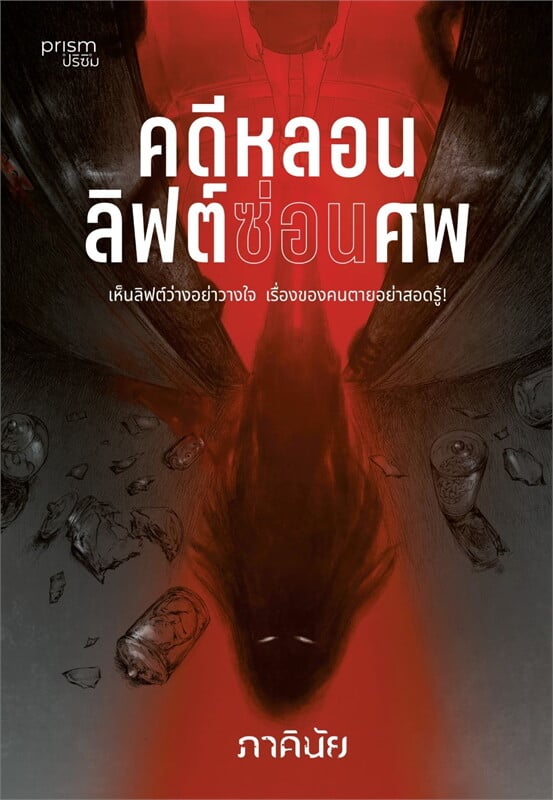 prism
ปริซึม
คดีหลอน
ลิฟต์ซ่อนศพ
เห็นลิฟต์ว่างอย่าวางใจ เรื่องของคนตายอย่าสอดรู้!
ภาคินัย